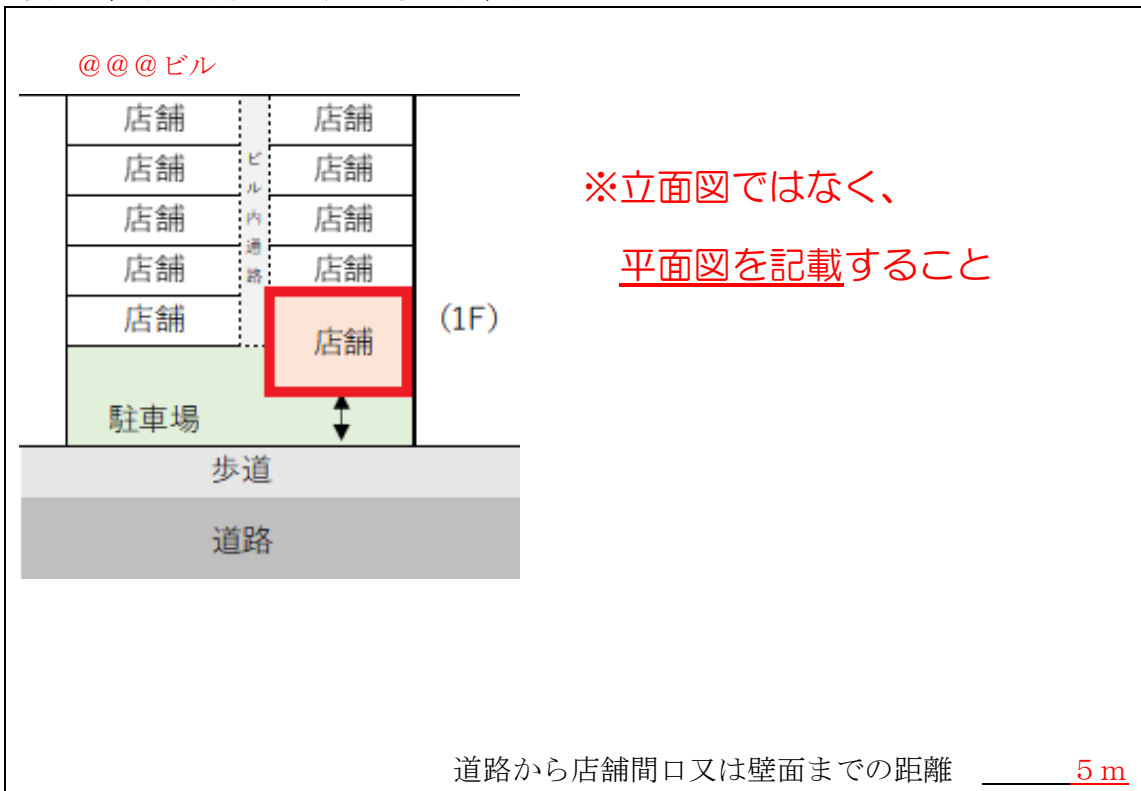 @@@ビル
店舗 店舗
店舗 店舗
店舗 店舗
店舗 店舗
店舗
店舗
ビル内通路
(1F)
駐車場
歩道
道路
※立面図ではなく、
平面図を記載すること
道路から店舗間口又は壁面までの距離 5m